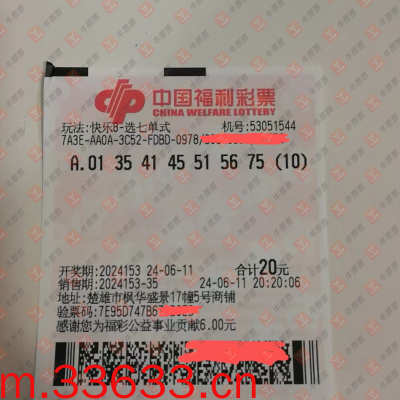 中国福利彩票
CHINA WELFARE LOTTERY
玩法:快乐8-选七单式 机号:53051544
7A3E-AA0A-3C52-FDBD-0978/
A.01 35 41 45 51 56 75 (10)
开奖期:2024153 24-06-11 合计20元
销售期:2024153-35 24-06-11 20:20:06
地址:楚雄市枫华盛景17幢5号商铺
验票码:7E95D747B6
感谢您为福彩公益事业贡献6.00元
m.33633.cn